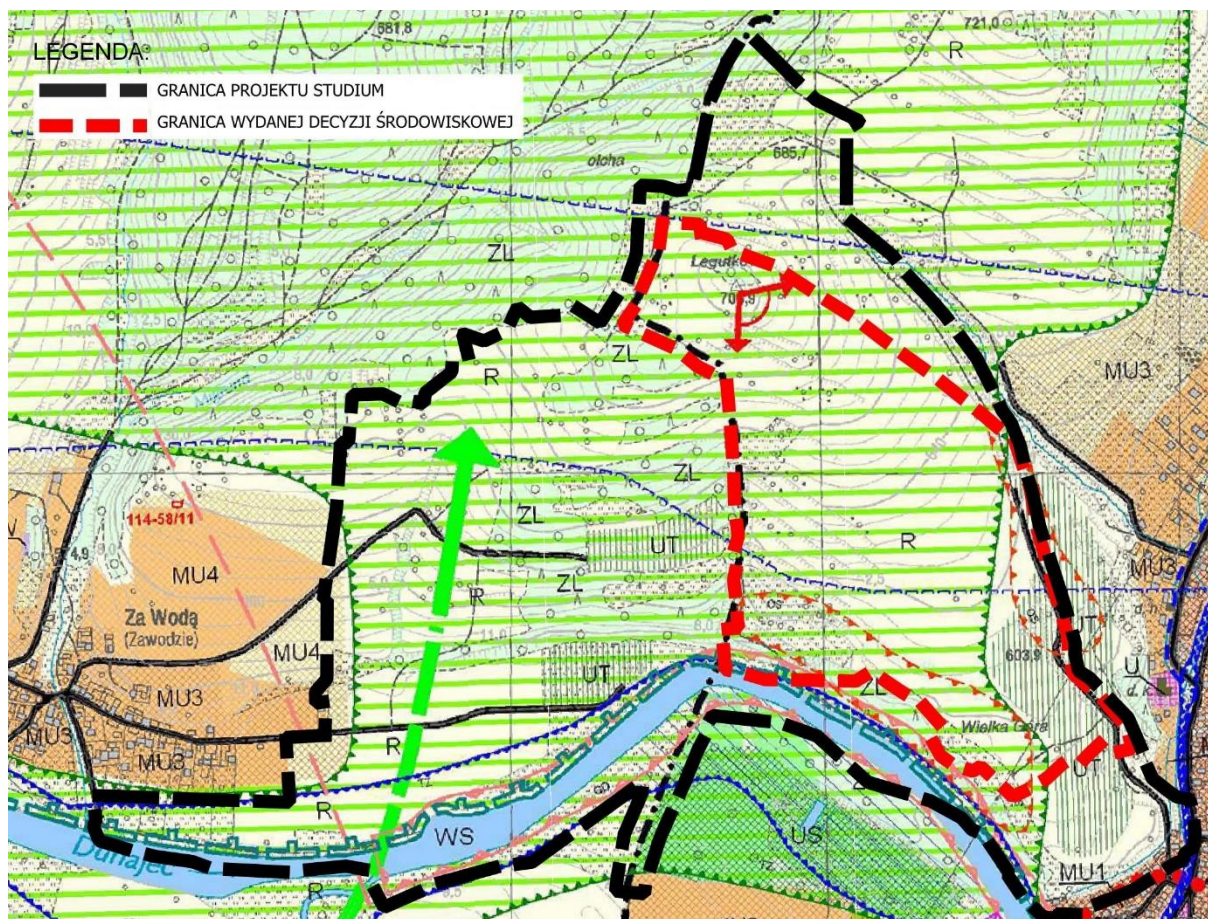 581,8
721,0
R
LEGENDA:
GRANICA PROJEKTU STUDIUM
GRANICA WYDANEJ DECYZJI ŚRODOWISKOWEJ
olcha
685,7
ZL
Legutki
ZL
R
MU3
ZL
114-58/11
ZL
UT
R
MU4
ZL
MU3
Za Wodą
(Zawodzie)
R
MU4
UT
603,9
UT
U
d. k.
ZL
MU3
Wielka Góra
R
MU3
MU3
UT
R
WS
US
Dunajec
MU1
R